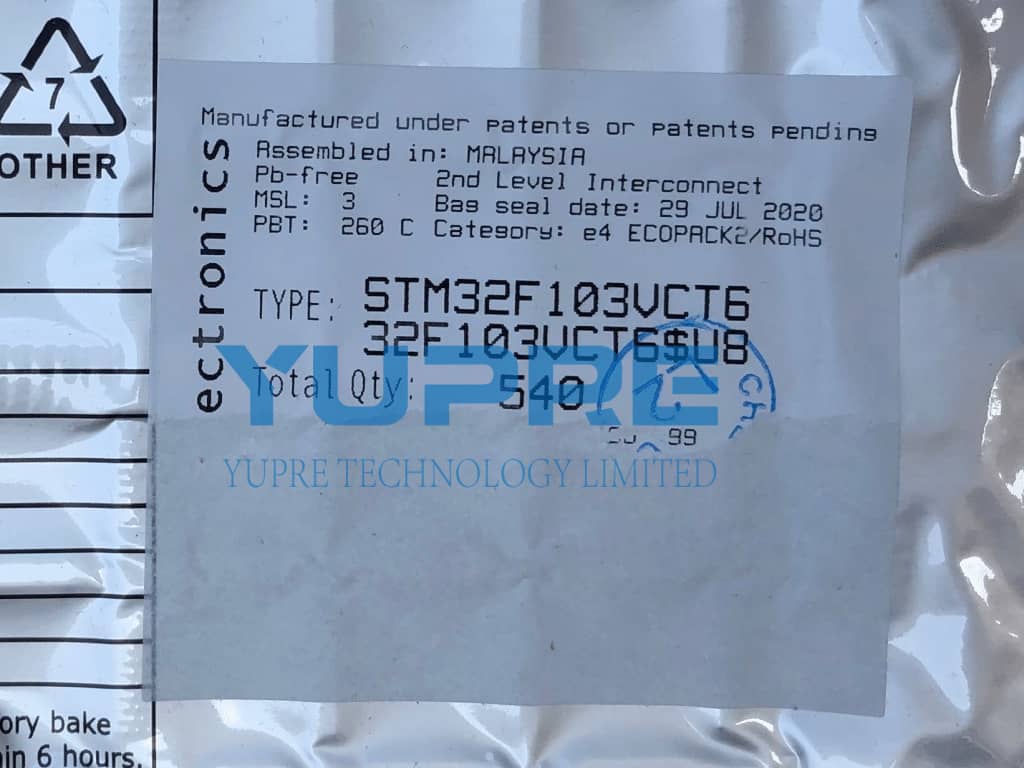 7
OTHER
ectronics
Manufactured under patents or patents pending
Assembled in: MALAYSIA
Pb-free 2nd Level Interconnect
MSL: 3 Bag seal date: 29 JUL 2020
PBT: 260 C Category: e4 ECOPACK2/RoHS
TYPE: STM32F103VCT6
32F103VCT6$U8
Total Qty: 540
99
YUPRE
YUPRE TECHNOLOGY LIMITED
ory bake
in 6 hours.